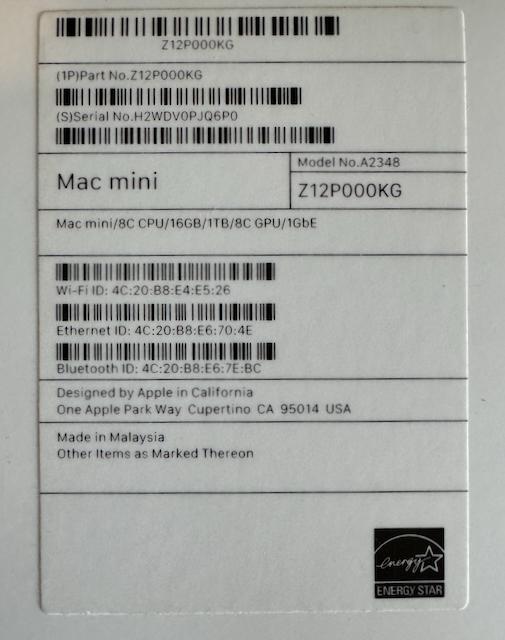 Z12P000KG
(1P)Part No.Z12P000KG
(S)Serial No.H2WDV0PJQ6P0
Mac mini
Model No.A2348
Z12P000KG
Mac mini/8C CPU/16GB/1TB/8C GPU/1GbE
Wi-Fi ID: 4C:20:B8:E4:E5:26
Ethernet ID: 4C:20:B8:E6:70:4E
Bluetooth ID: 4C:20:B8:E6:7E:BC
Designed by Apple in California
One Apple Park Way Cupertino CA 95014 USA
Made in Malaysia
Other Items as Marked Thereon
energy
ENERGY STAR